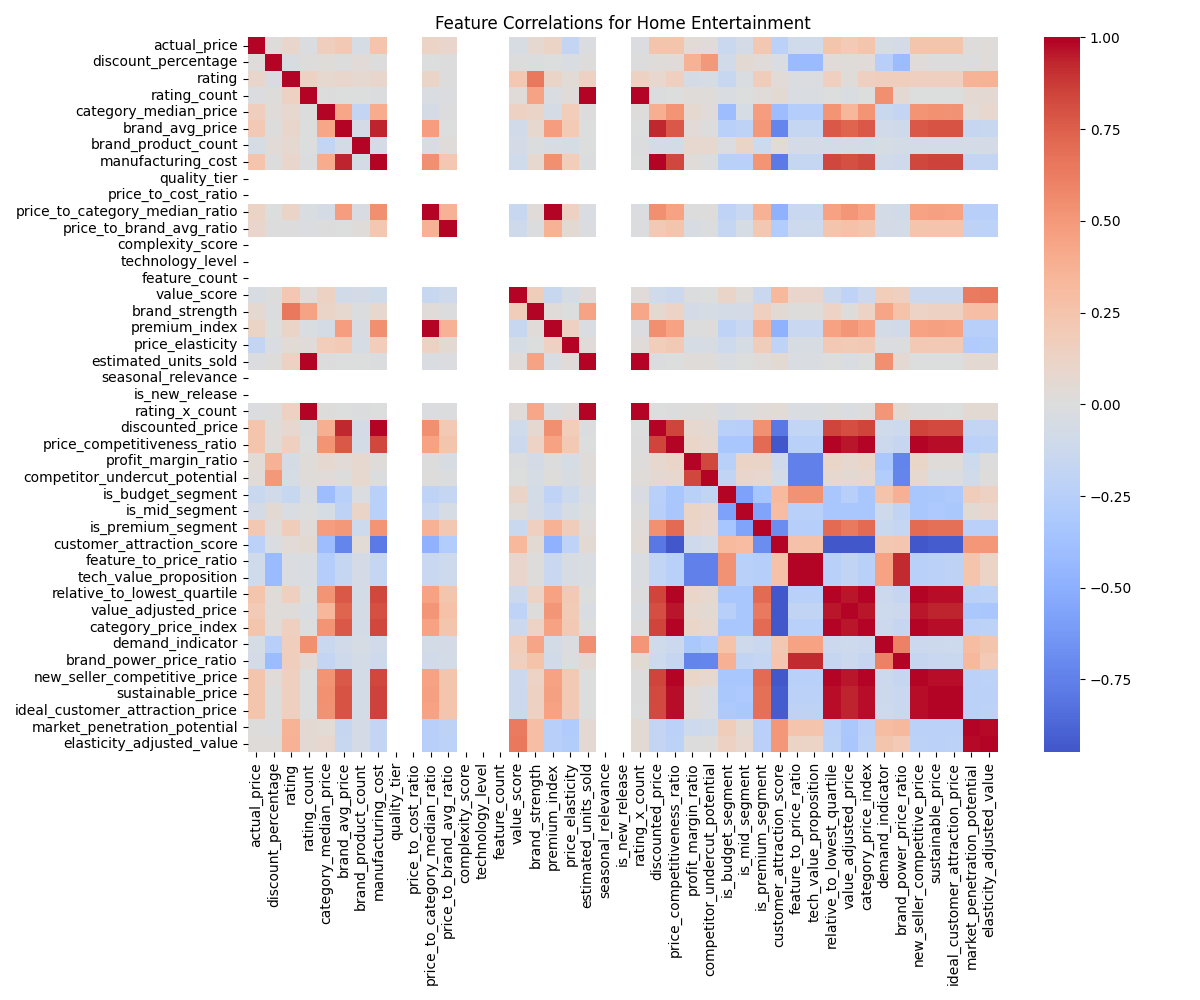 Feature Correlations for Home Entertainment
actual_price
discount_percentage
rating
rating_count
category_median_price
brand_avg_price
brand_product_count
manufacturing_cost
quality_tier
price_to_cost_ratio
price_to_category_median_ratio
price_to_brand_avg_ratio
complexity_score
technology_level
feature_count
value_score
brand_strength
premium_index
price_elasticity
estimated_units_sold
seasonal_relevance
is_new_release
rating_x_count
discounted_price
price_competitiveness_ratio
profit_margin_ratio
competitor_undercut_potential
is_budget_segment
is_mid_segment
is_premium_segment
customer_attraction_score
feature_to_price_ratio
tech_value_proposition
relative_to_lowest_quartile
value_adjusted_price
category_price_index
demand_indicator
brand_power_price_ratio
new_seller_competitive_price
sustainable_price
ideal_customer_attraction_price
market_penetration_potential
elasticity_adjusted_value
actual_price
discount_percentage
rating
rating_count
category_median_price
brand_avg_price
brand_product_count
manufacturing_cost
quality_tier
price_to_cost_ratio
price_to_category_median_ratio
price_to_brand_avg_ratio
complexity_score
technology_level
feature_count
value_score
brand_strength
premium_index
price_elasticity
estimated_units_sold
seasonal_relevance
is_new_release
rating_x_count
discounted_price
price_competitiveness_ratio
profit_margin_ratio
competitor_undercut_potential
is_budget_segment
is_mid_segment
is_premium_segment
customer_attraction_score
feature_to_price_ratio
tech_value_proposition
relative_to_lowest_quartile
value_adjusted_price
category_price_index
demand_indicator
brand_power_price_ratio
new_seller_competitive_price
sustainable_price
ideal_customer_attraction_price
market_penetration_potential
elasticity_adjusted_value
1.00
0.75
0.50
0.25
0.00
−0.25
−0.50
−0.75